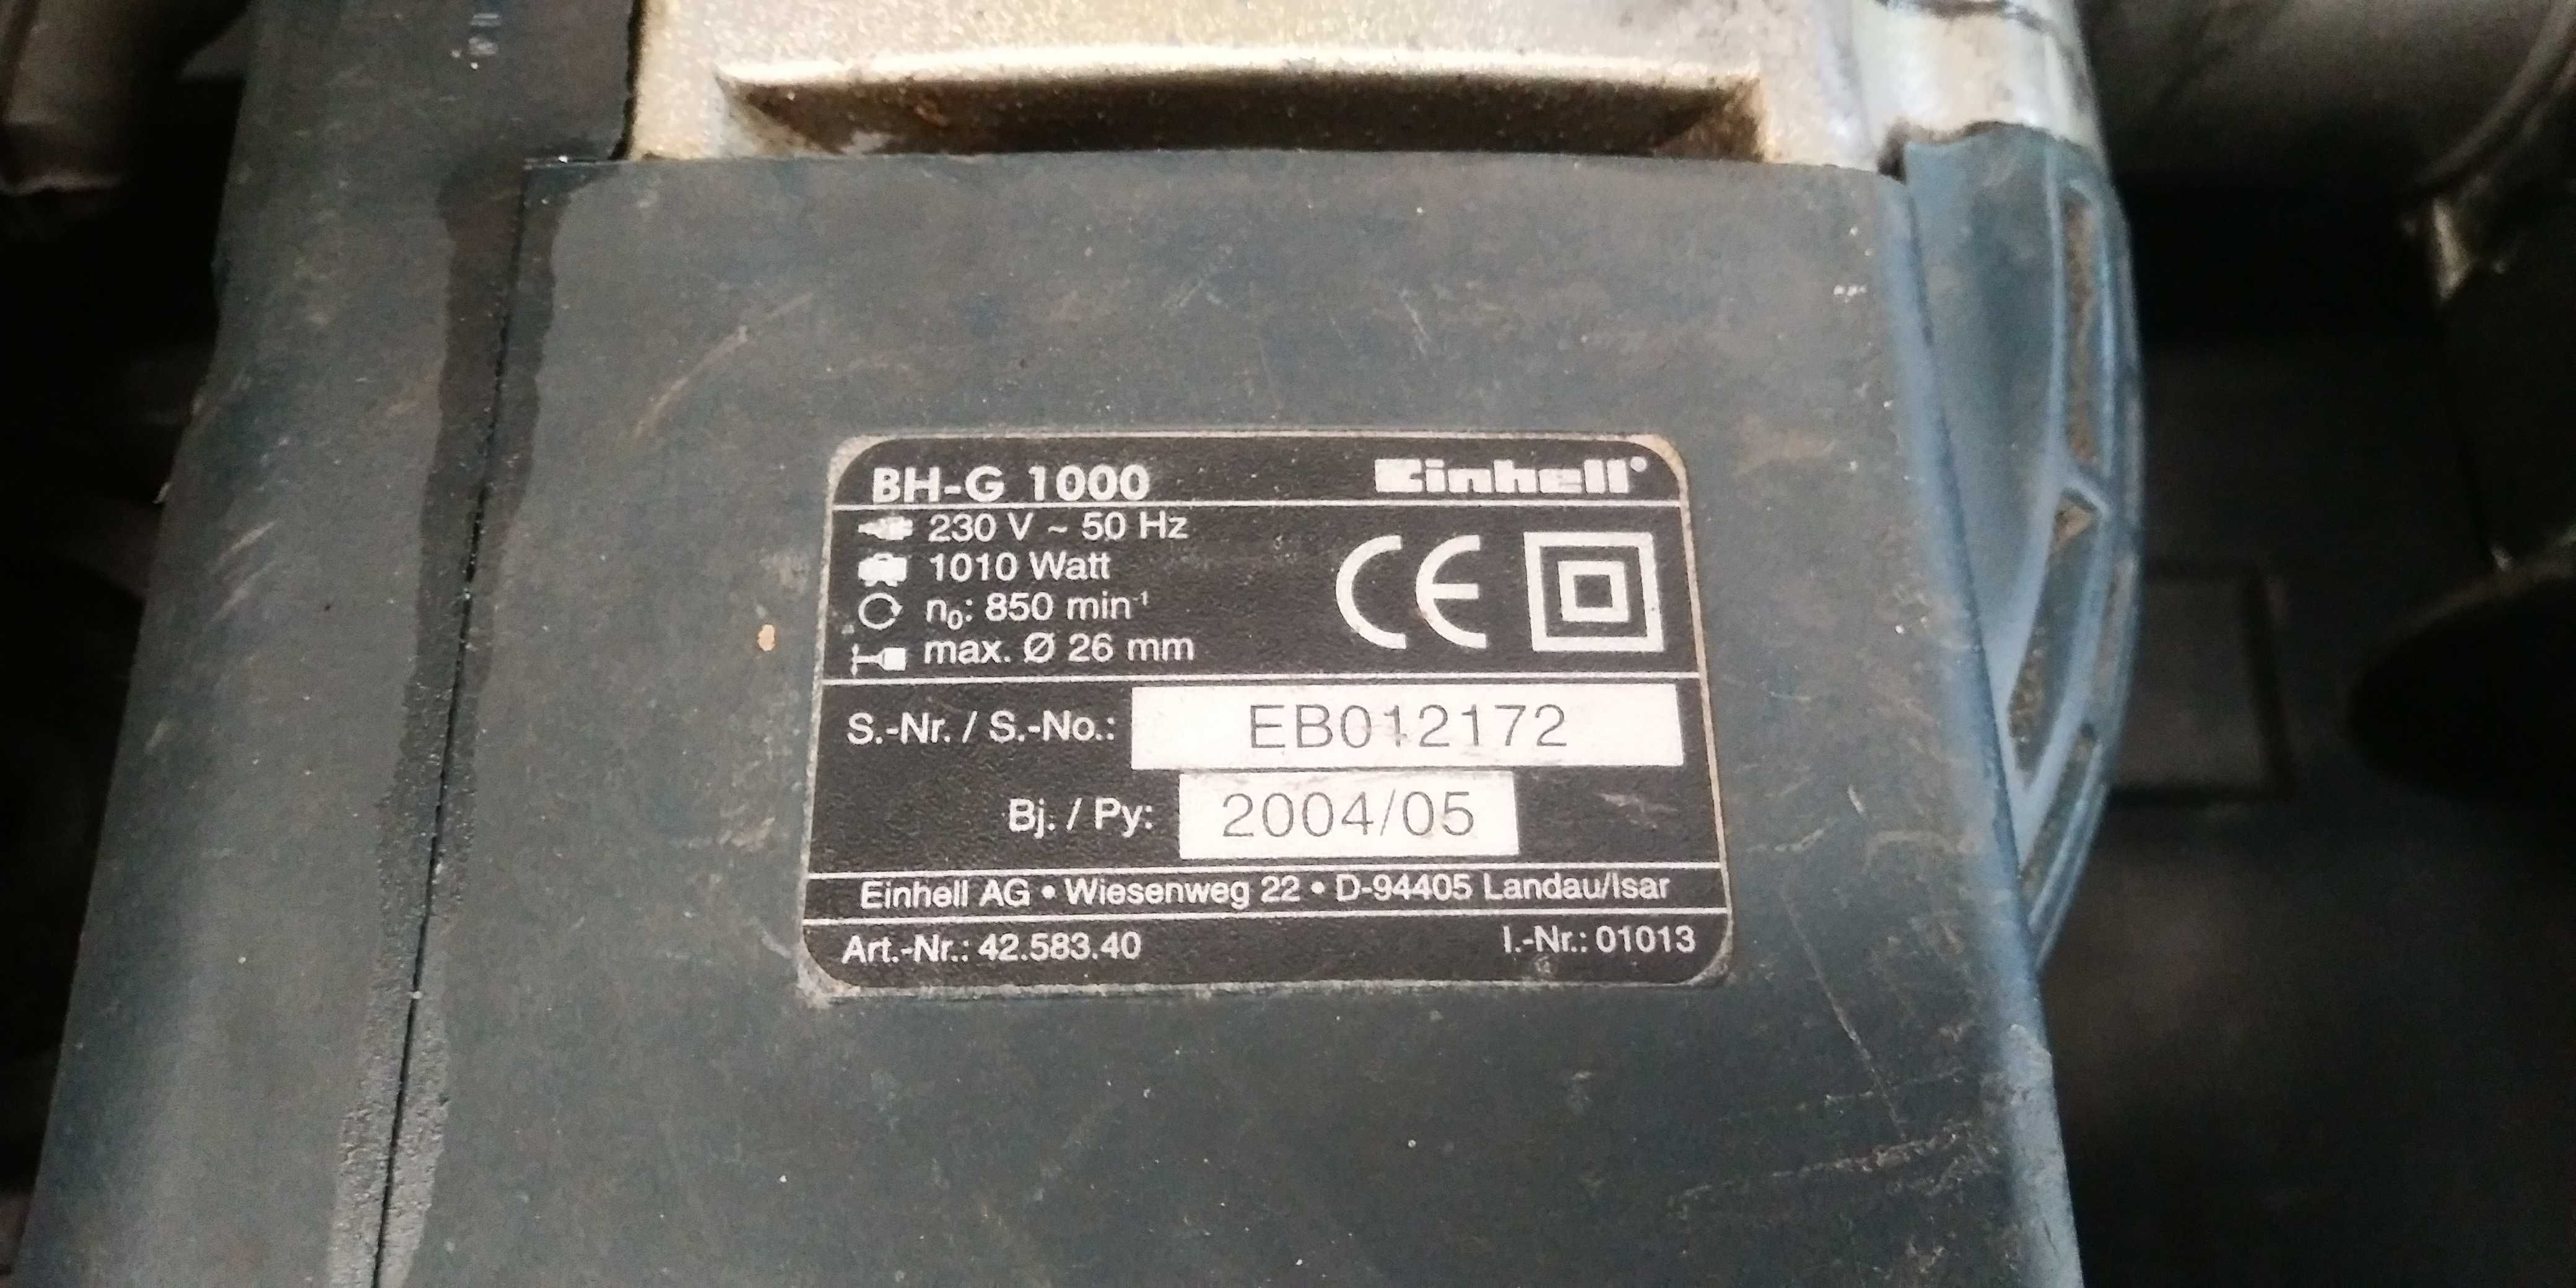 BH-G 1000 Einhell®
230 V ~ 50 Hz
1010 Watt
n₀: 850 min⁻¹
max. Ø 26 mm
CE
S.-Nr. / S.-No.: EB012172
Bj. / Py: 2004/05
Einhell AG • Wiesenweg 22 • D-94405 Landau/Isar
Art.-Nr.: 42.583.40 I.-Nr.: 01013